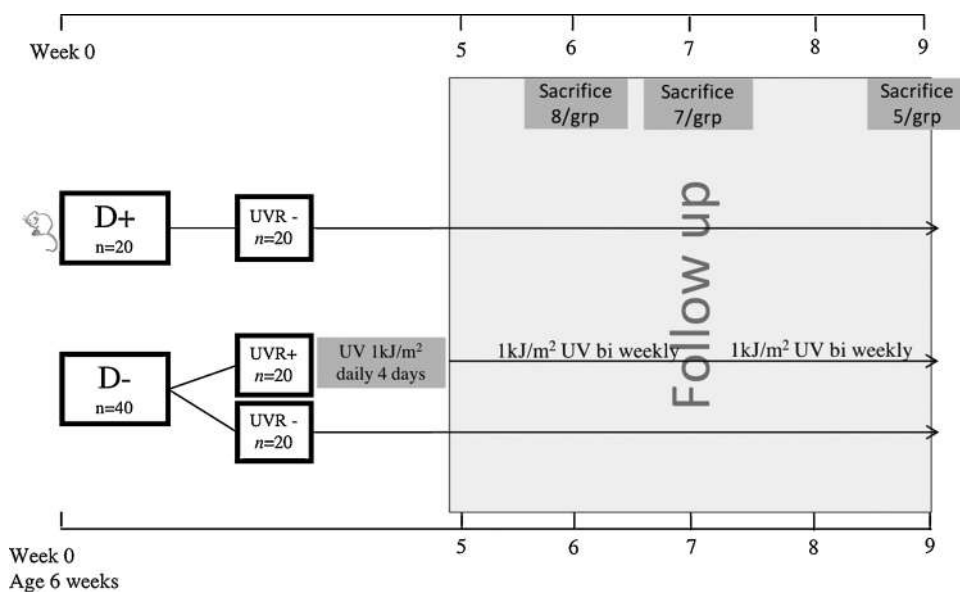 Week 0
5
6
7
8
9
Sacrifice
8/grp
Sacrifice
7/grp
Sacrifice
5/grp
D+
n=20
UVR -
n=20
Follow up
D-
n=40
UVR+
n=20
UV 1kJ/m²
daily 4 days
1kJ/m² UV bi weekly
1kJ/m² UV bi weekly
UVR -
n=20
5
6
7
8
9
Week 0
Age 6 weeks